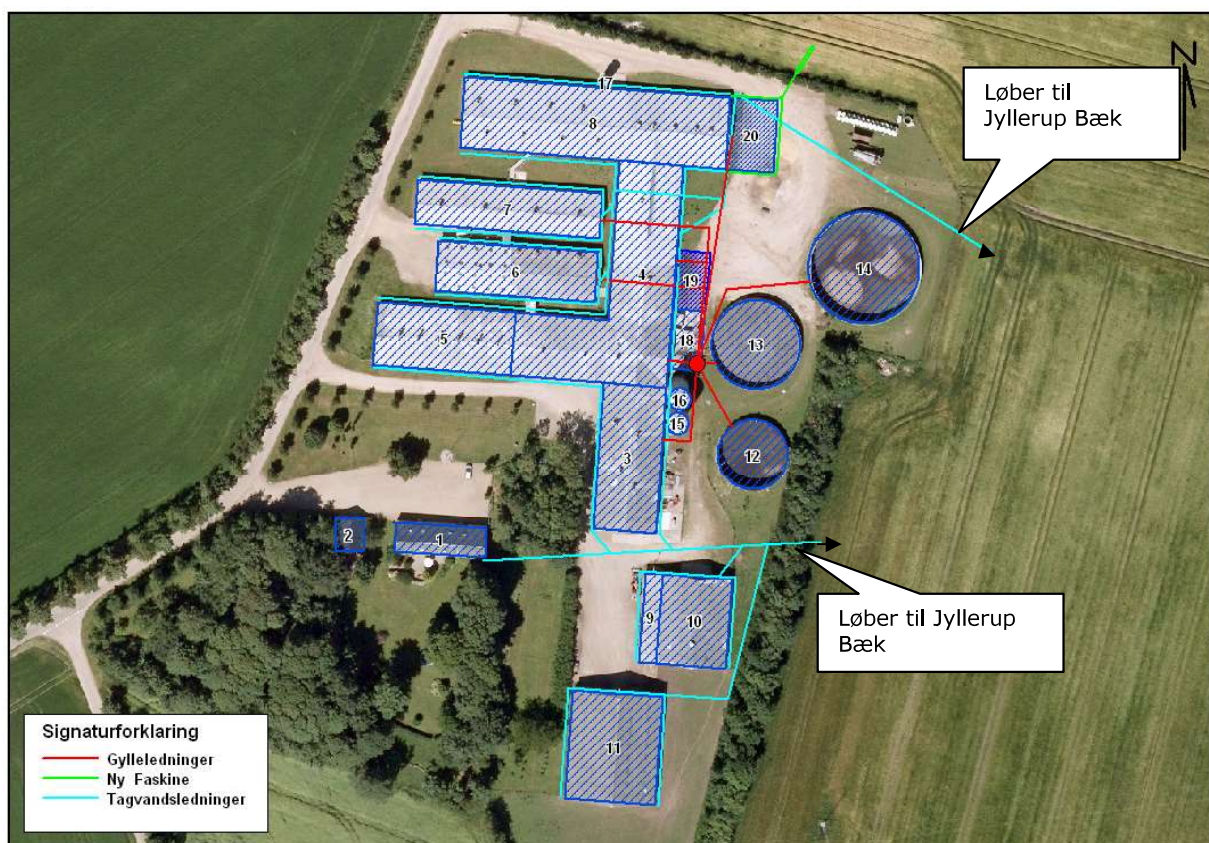 17
N
Løber til
Jyllerup Bæk
8
20
7
6
4
19
14
5
18
13
16
15
3
12
2
1
9
10
Løber til Jyllerup
Bæk
11
Signaturforklaring
Gylleledninger
Ny Faskine
Tagvandsledninger